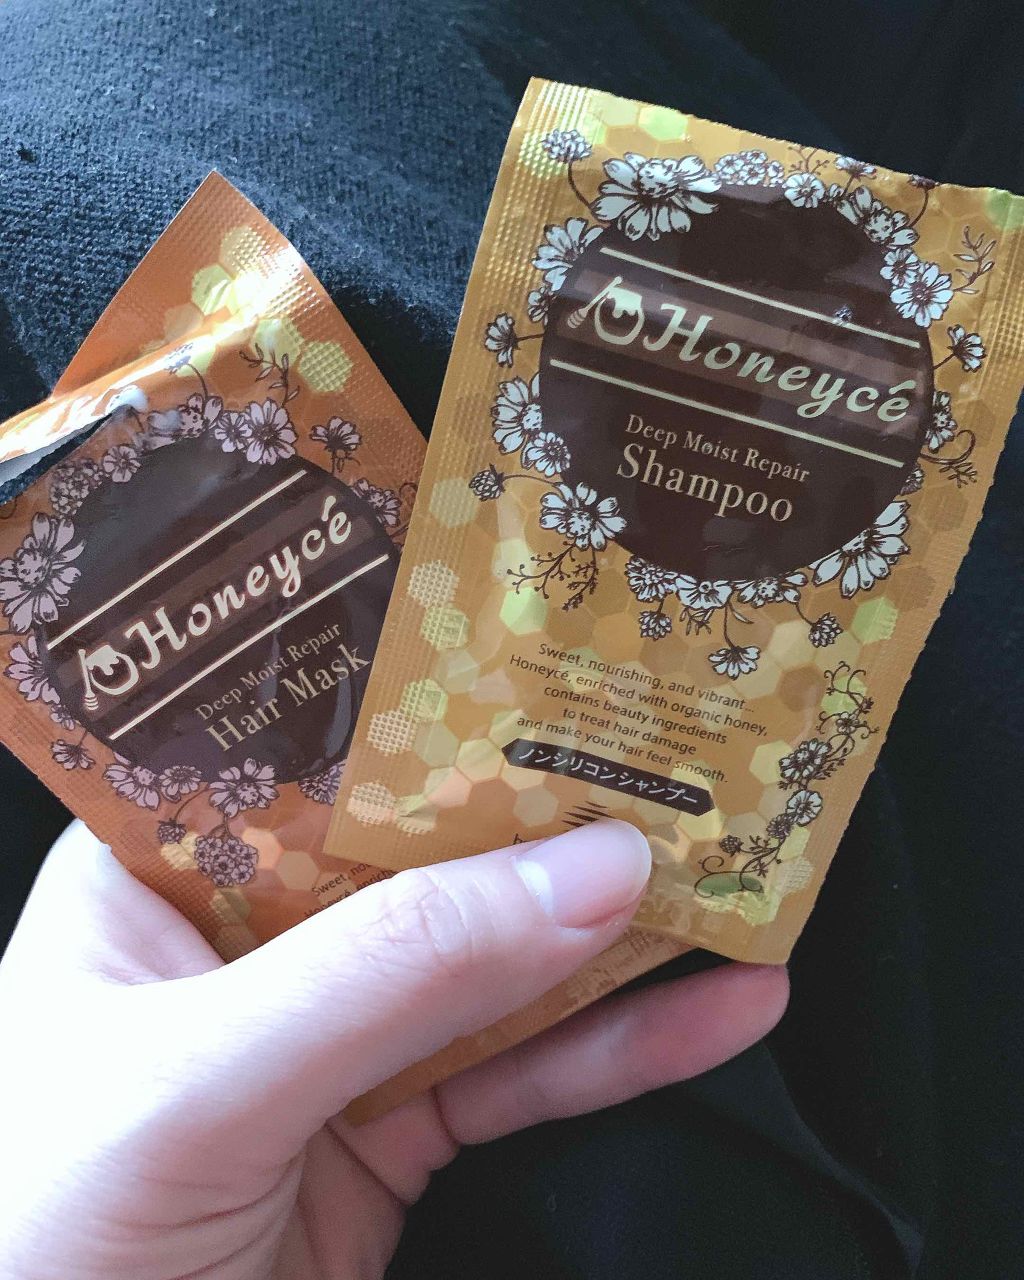 Honeycé
Deep Moist Repair
Shampoo
Sweet, nourishing, and vibrant...
Honeycé, enriched with organic honey,
contains beauty ingredients
to treat hair damage
and make your hair feel smooth.
ノンシリコンシャンプー
Honeycé
Deep Moist Repair
Hair Mask
Sweet,